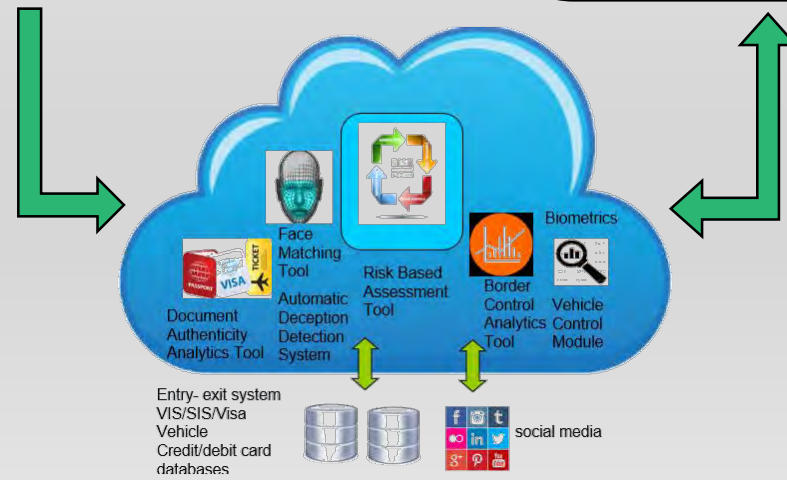 Face
Matching
Tool
Automatic
Deception
Detection
System
PASSPORT
VISA
TICKET
Document
Authenticity
Analytics Tool
Risk Based
Assessment
Tool
Border
Control
Analytics
Tool
Biometrics
Vehicle
Control
Module
Entry- exit system
VIS/SIS/Visa
Vehicle
Credit/debit card
databases
f
t
in
g+
You
social media